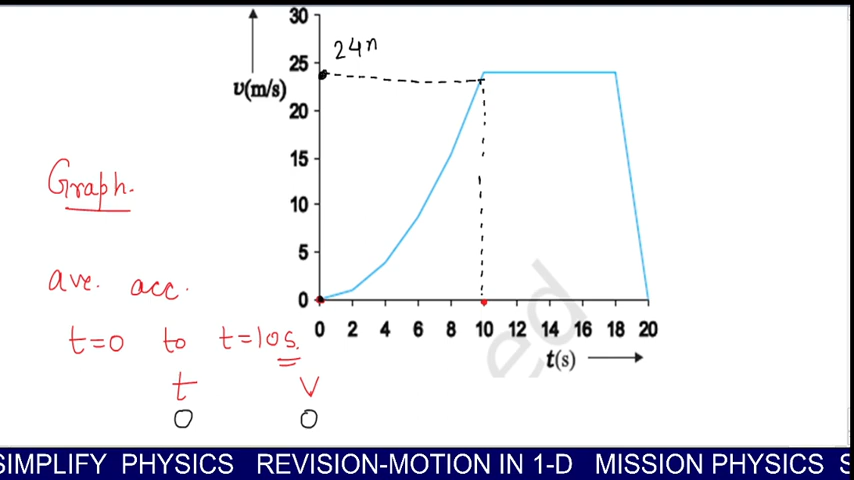 30
24n
25
v(m/s)
20
15
Graph.
10
5
ave. acc.
0
0 2 4 6 8 10 12 14 16 18 20
t=0 to t=10s.
t(s)
t v
0 0
SIMPLIFY PHYSICS REVISION-MOTION IN 1-D MISSION PHYSICS S